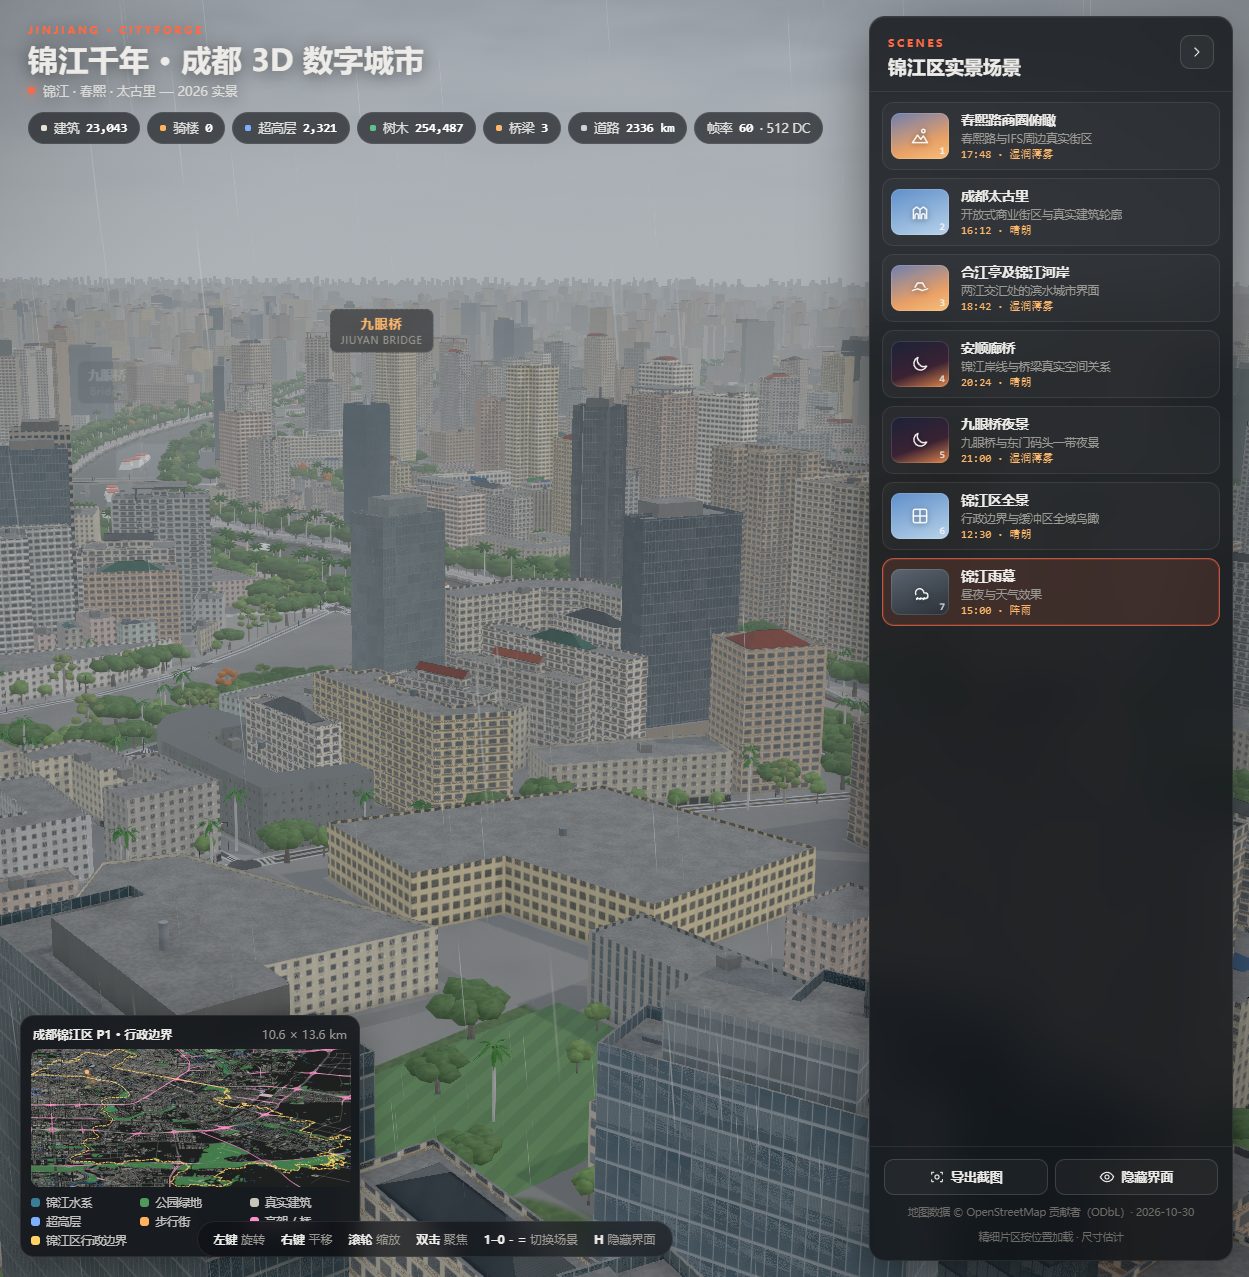 JINJIANG · CITYFORGE
锦江千年 • 成都 3D 数字城市
锦江 · 春熙 · 太古里 — 2026 实景
建筑 23,043
骑楼 0
超高层 2,321
树木 254,487
桥梁 3
道路 2336 km
帧率 60 · 512 DC
九眼桥
JIUYAN BRIDGE
九眼桥
SCENES
锦江区实景场景
春熙路商圈俯瞰
春熙路与IFS周边真实街区
17:48 · 湿润薄雾
1
成都太古里
开放式商业街区与真实建筑轮廓
16:12 · 晴朗
2
合江亭及锦江河岸
两江交汇处的滨水城市界面
18:42 · 湿润薄雾
3
安顺廊桥
锦江岸线与桥梁真实空间关系
20:24 · 晴朗
4
九眼桥夜景
九眼桥与东门码头一带夜景
21:00 · 湿润薄雾
5
锦江区全景
行政边界与缓冲区全域鸟瞰
12:30 · 晴朗
6
锦江雨幕
昼夜与天气效果
15:00 · 阵雨
7
导出截图
隐藏界面
地图数据 © OpenStreetMap 贡献者（ODbL）· 2026-10-30
精细片区按位置加载 · 尺寸估计
成都锦江区 P1 • 行政边界
10.6 × 13.6 km
锦江水系
公园绿地
真实建筑
超高层
步行街
锦江区行政边界
左键 旋转
右键 平移
滚轮 缩放
双击 聚焦
1–0 - = 切换场景
H 隐藏界面